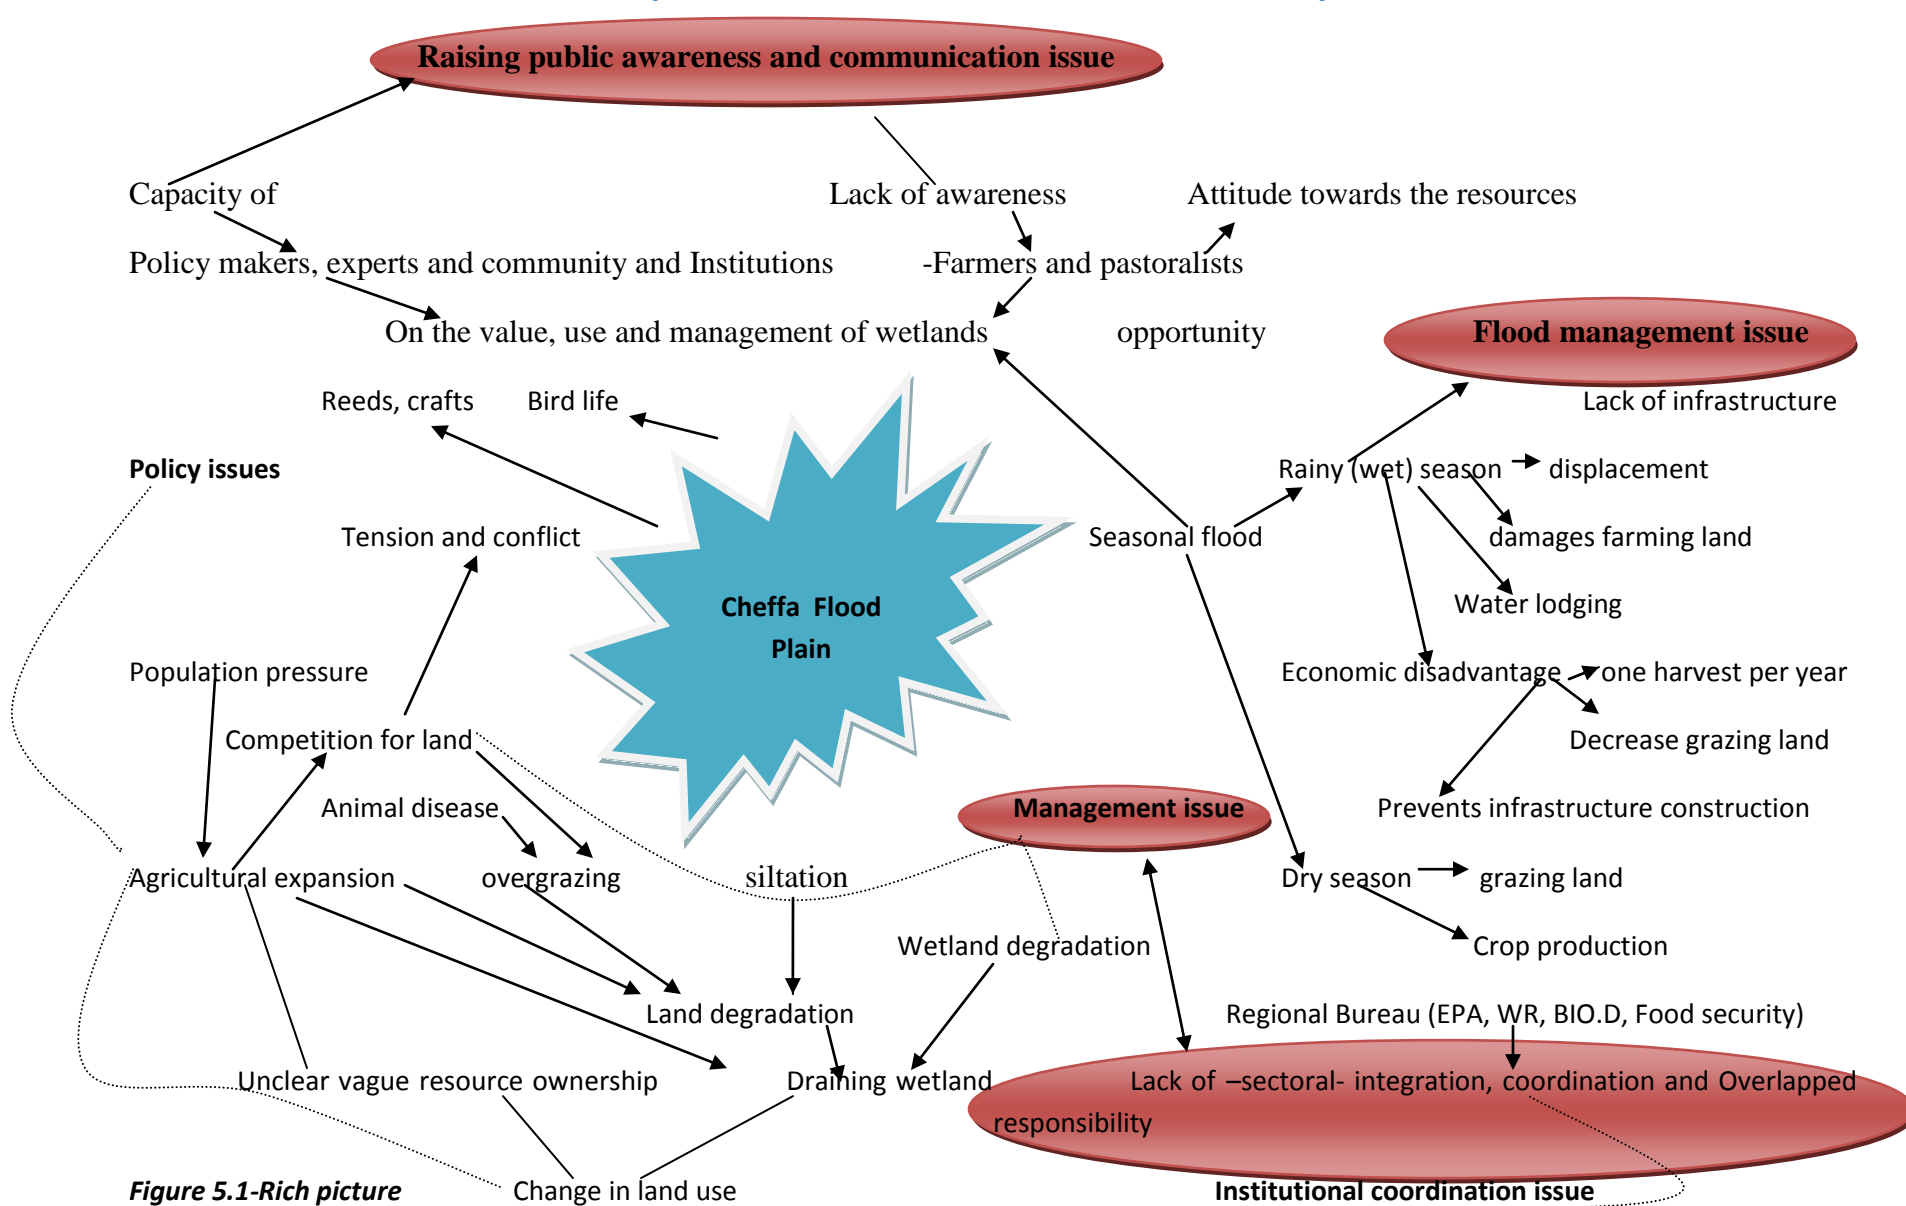 Raising public awareness and communication issue
Capacity of
Lack of awareness
Attitude towards the resources
Policy makers, experts and community and Institutions
-Farmers and pastoralists
On the value, use and management of wetlands
opportunity
Flood management issue
Reeds, crafts
Bird life
Lack of infrastructure
Policy issues
Rainy (wet) season
displacement
Tension and conflict
Seasonal flood
damages farming land
Cheffa Flood
Plain
Water lodging
Population pressure
Economic disadvantage
one harvest per year
Competition for land
Decrease grazing land
Animal disease
Management issue
Prevents infrastructure construction
Agricultural expansion
overgrazing
siltation
Dry season
grazing land
Wetland degradation
Crop production
Land degradation
Regional Bureau (EPA, WR, BIO.D, Food security)
Unclear vague resource ownership
Draining wetland
Lack of –sectoral- integration, coordination and Overlapped
responsibility
Figure 5.1-Rich picture
Change in land use
Institutional coordination issue